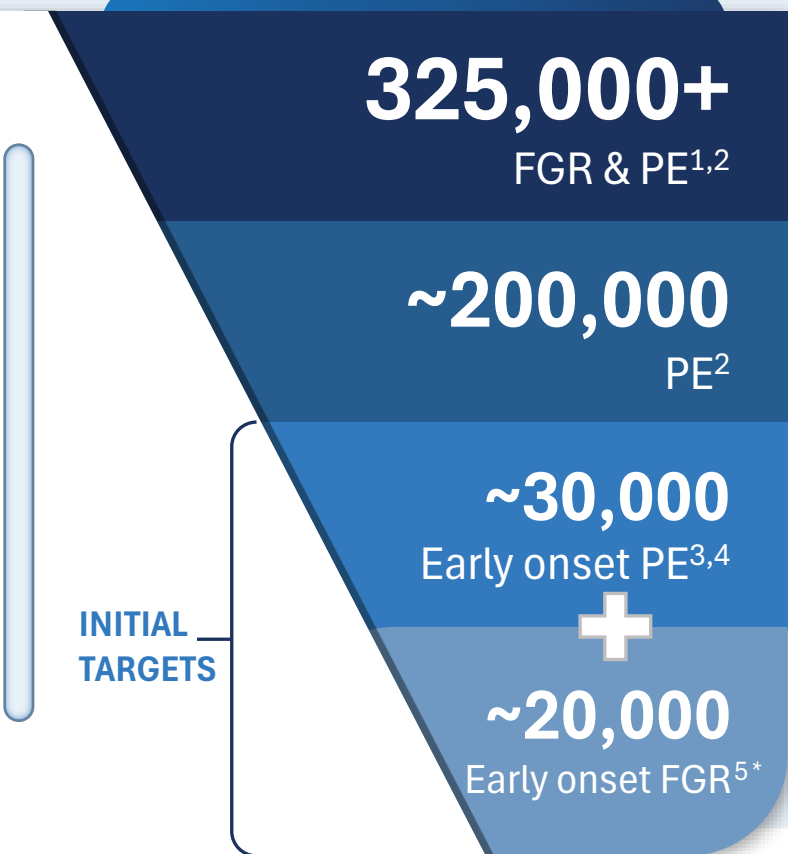 325,000+
FGR & PE1,2
~200,000
PE2
~30,000
Early onset PE3,4
INITIAL
TARGETS
~20,000
Early onset FGR5*